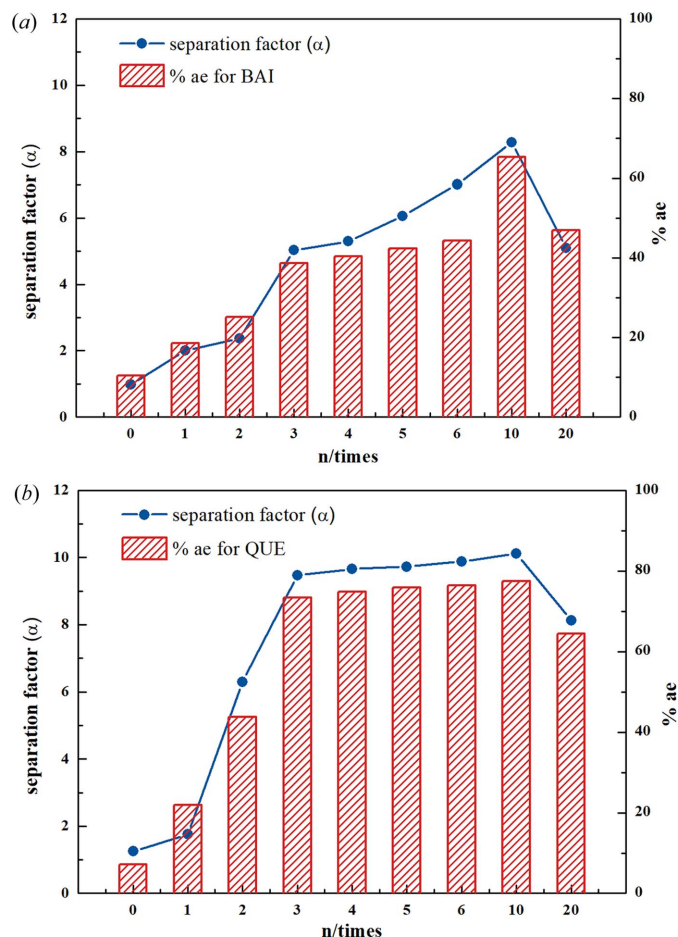 (a)
12
10
8
6
4
2
0
separation factor (α)
separation factor (α)
% ae for BAI
100
80
60
40
20
0
% ae
0 1 2 3 4 5 6 10 20
n/times
(b)
12
10
8
6
4
2
0
separation factor (α)
separation factor (α)
% ae for QUE
100
80
60
40
20
0
% ae
0 1 2 3 4 5 6 10 20
n/times